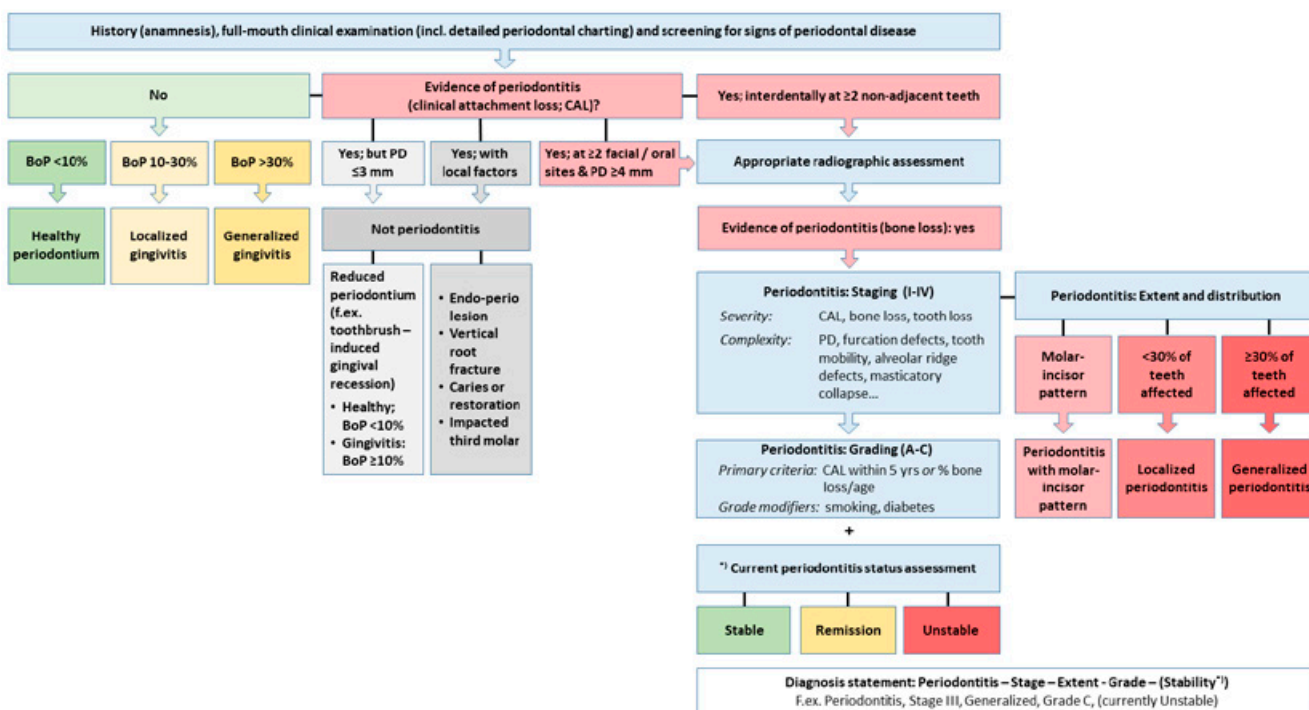 History (anamnesis), full-mouth clinical examination (incl. detailed periodontal charting) and screening for signs of periodontal disease
No
Evidence of periodontitis
(clinical attachment loss; CAL)?
Yes; interdentally at ≥2 non-adjacent teeth
BoP <10%
BoP 10-30%
BoP >30%
Yes; but PD
≤3 mm
Yes; with
local factors
Yes; at ≥2 facial / oral
sites & PD ≥4 mm
Appropriate radiographic assessment
Healthy
periodontium
Localized
gingivitis
Generalized
gingivitis
Not periodontitis
Evidence of periodontitis (bone loss): yes
Reduced
periodontium
(f.ex.
toothbrush –
induced
gingival
recession)
• Healthy;
BoP <10%
• Gingivitis:
BoP ≥10%
• Endo-perio
lesion
• Vertical
root
fracture
• Caries or
restoration
• Impacted
third molar
Periodontitis: Staging (I-IV)
Severity: CAL, bone loss, tooth loss
Complexity: PD, furcation defects, tooth
mobility, alveolar ridge
defects, masticatory
collapse...
Periodontitis: Extent and distribution
Molar-
incisor
pattern
<30% of
teeth
affected
≥30% of
teeth
affected
Periodontitis
with molar-
incisor
pattern
Localized
periodontitis
Generalized
periodontitis
Periodontitis: Grading (A-C)
Primary criteria: CAL within 5 yrs or % bone
loss/age
Grade modifiers: smoking, diabetes
+
*) Current periodontitis status assessment
Stable
Remission
Unstable
Diagnosis statement: Periodontitis – Stage – Extent - Grade – (Stability*))
F.ex. Periodontitis, Stage III, Generalized, Grade C, (currently Unstable)